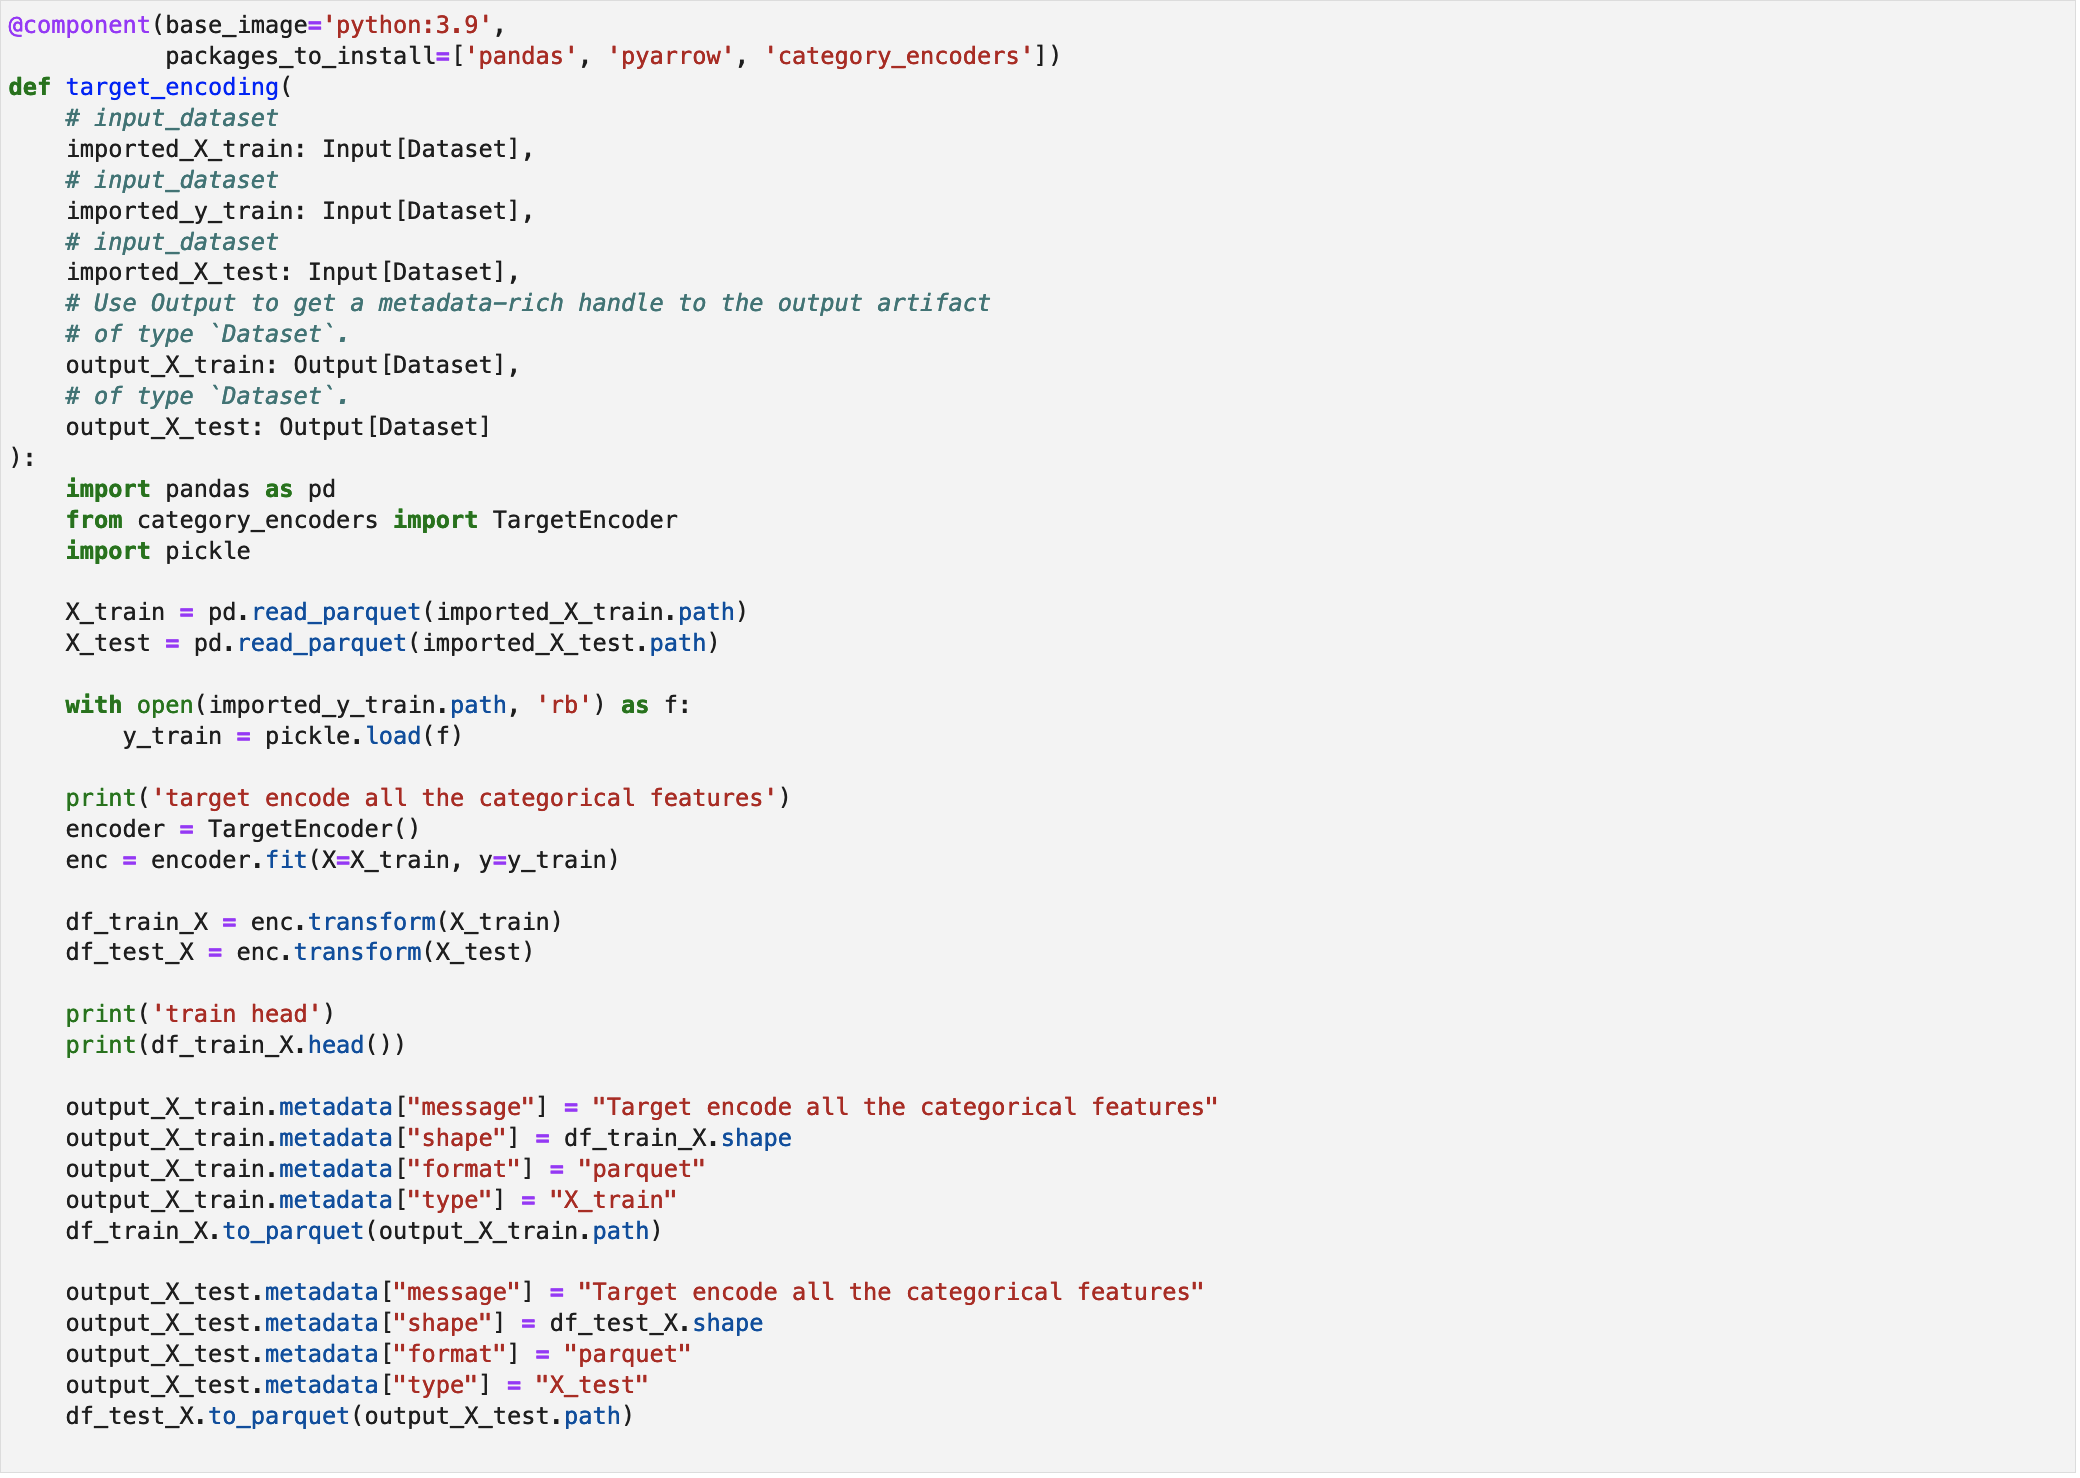 @component(base_image='python:3.9',
           packages_to_install=['pandas', 'pyarrow', 'category_encoders'])
def target_encoding(
    # input_dataset
    imported_X_train: Input[Dataset],
    # input_dataset
    imported_y_train: Input[Dataset],
    # input_dataset
    imported_X_test: Input[Dataset],
    # Use Output to get a metadata-rich handle to the output artifact
    # of type `Dataset`.
    output_X_train: Output[Dataset],
    # of type `Dataset`.
    output_X_test: Output[Dataset]
):
    import pandas as pd
    from category_encoders import TargetEncoder
    import pickle

    X_train = pd.read_parquet(imported_X_train.path)
    X_test = pd.read_parquet(imported_X_test.path)

    with open(imported_y_train.path, 'rb') as f:
        y_train = pickle.load(f)

    print('target encode all the categorical features')
    encoder = TargetEncoder()
    enc = encoder.fit(X=X_train, y=y_train)

    df_train_X = enc.transform(X_train)
    df_test_X = enc.transform(X_test)

    print('train head')
    print(df_train_X.head())

    output_X_train.metadata["message"] = "Target encode all the categorical features"
    output_X_train.metadata["shape"] = df_train_X.shape
    output_X_train.metadata["format"] = "parquet"
    output_X_train.metadata["type"] = "X_train"
    df_train_X.to_parquet(output_X_train.path)

    output_X_test.metadata["message"] = "Target encode all the categorical features"
    output_X_test.metadata["shape"] = df_test_X.shape
    output_X_test.metadata["format"] = "parquet"
    output_X_test.metadata["type"] = "X_test"
    df_test_X.to_parquet(output_X_test.path)